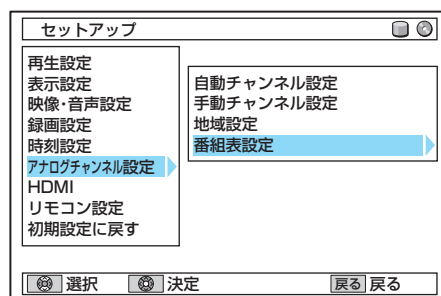 セットアップ
再生設定
表示設定
映像･音声設定
録画設定
時刻設定
アナログチャンネル設定
HDMI
リモコン設定
初期設定に戻す
自動チャンネル設定
手動チャンネル設定
地域設定
番組表設定
選択 決定 戻る 戻る